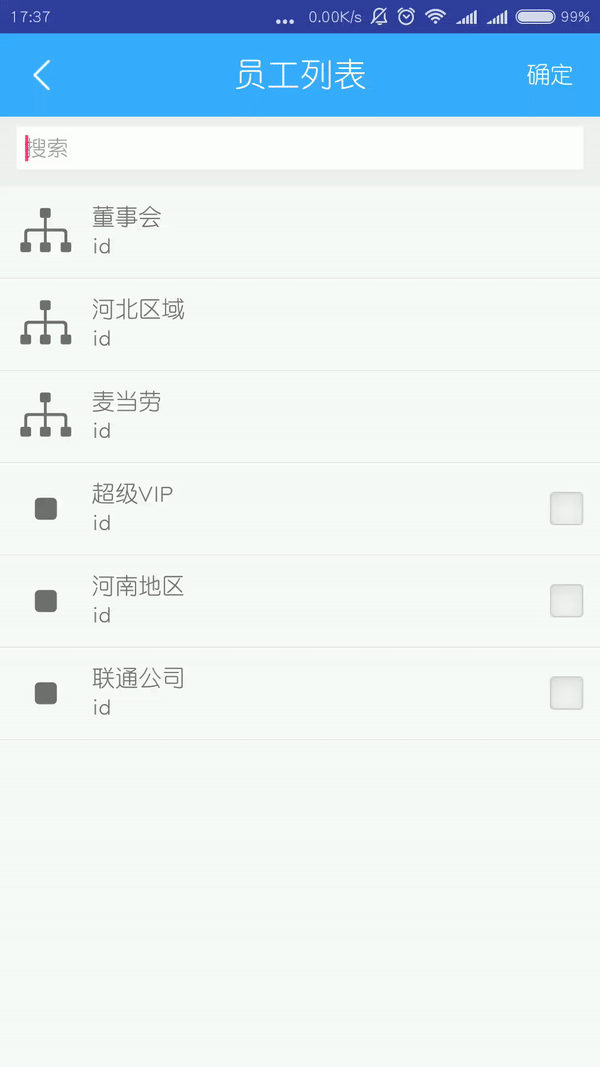 17:37 ... 0.00K/s 99%
员工列表 确定
搜索
董事会
id
河北区域
id
麦当劳
id
超级VIP
id
河南地区
id
联通公司
id